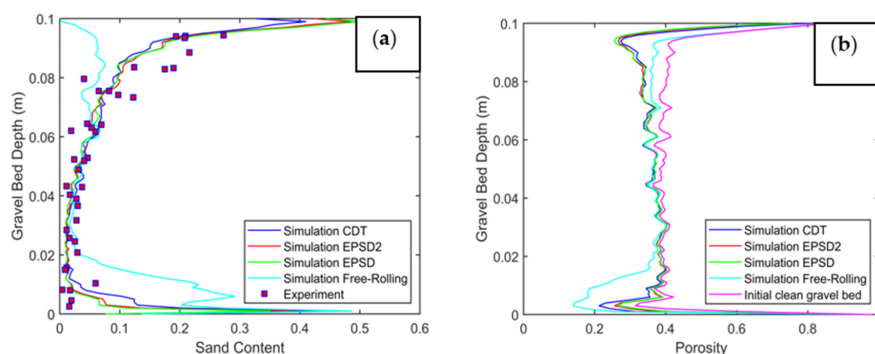 (a)
0.1
0.08
0.06
0.04
0.02
0
Gravel Bed Depth (m)
Simulation CDT
Simulation EPSD2
Simulation EPSD
Simulation Free-Rolling
Experiment
0 0.1 0.2 0.3 0.4 0.5 0.6
Sand Content
(b)
0.1
0.08
0.06
0.04
0.02
0
Gravel Bed Depth (m)
Simulation CDT
Simulation EPSD2
Simulation EPSD
Simulation Free-Rolling
Initial clean gravel bed
0 0.2 0.4 0.6 0.8
Porosity